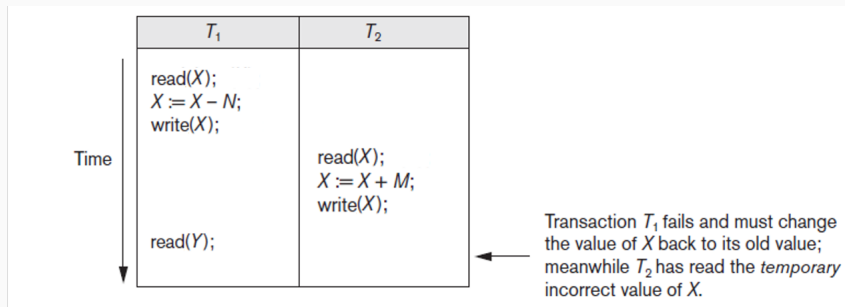 T₁ T₂
read(X);
X := X – N;
write(X);
Time
read(X);
X := X + M;
write(X);
read(Y);
Transaction T₁ fails and must change
the value of X back to its old value;
meanwhile T₂ has read the temporary
incorrect value of X.